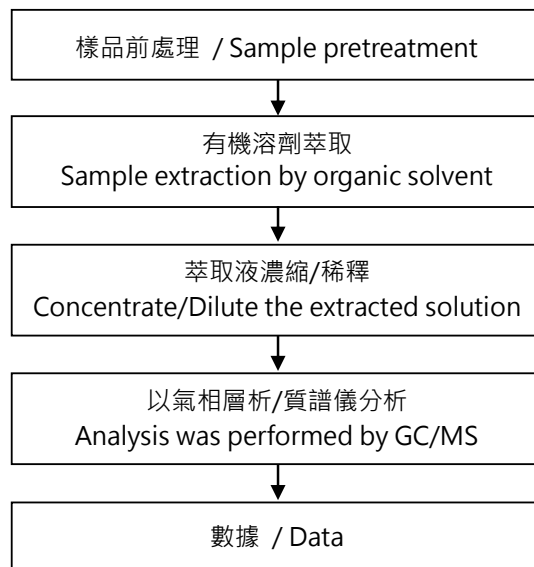 樣品前處理 / Sample pretreatment
有機溶劑萃取
Sample extraction by organic solvent
萃取液濃縮/稀釋
Concentrate/Dilute the extracted solution
以氣相層析/質譜儀分析
Analysis was performed by GC/MS
數據 / Data